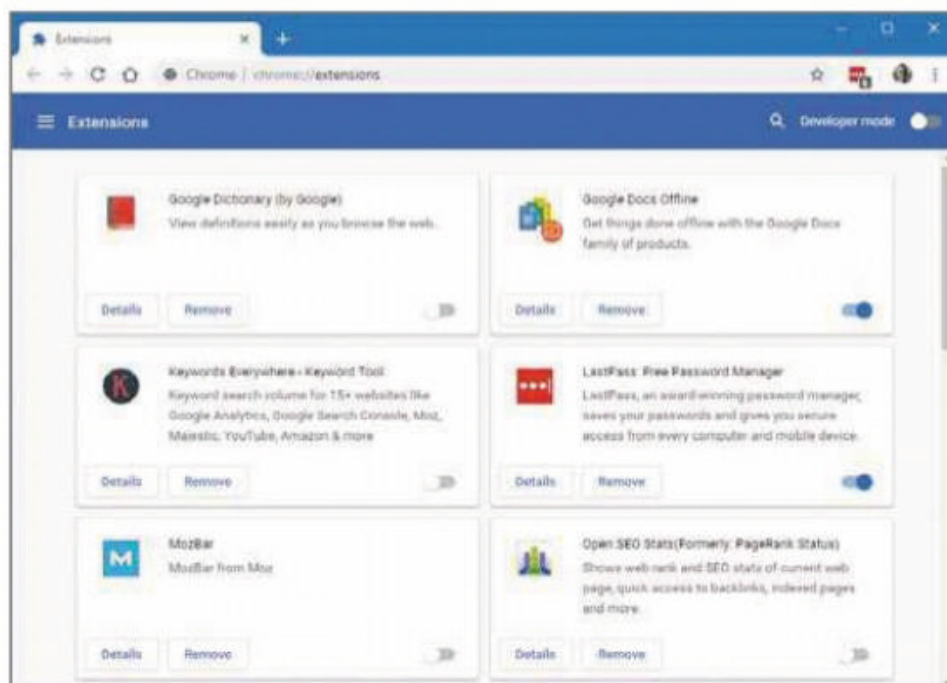 Extensions
Chrome | chrome://extensions
Extensions
Developer mode
Google Dictionary (by Google)
View definitions easily as you browse the web.
Details
Remove
Google Docs Offline
Get things done offline with the Google Docs
family of products.
Details
Remove
K
Keywords Everywhere - Keyword Tool
Keyword search volume for 15+ websites like
Google Analytics, Google Search Console, Moz,
Majestic, YouTube, Amazon & more
Details
Remove
LastPass: Free Password Manager
LastPass, an award-winning password manager,
saves your passwords and gives you secure
access from every computer and mobile device.
Details
Remove
M
MozBar
MozBar from Moz
Details
Remove
Open SEO Stats(Formerly: PageRank Status)
Shows web rank and SEO stats of current web
page, quick access to backlinks, indexed pages
and more.
Details
Remove